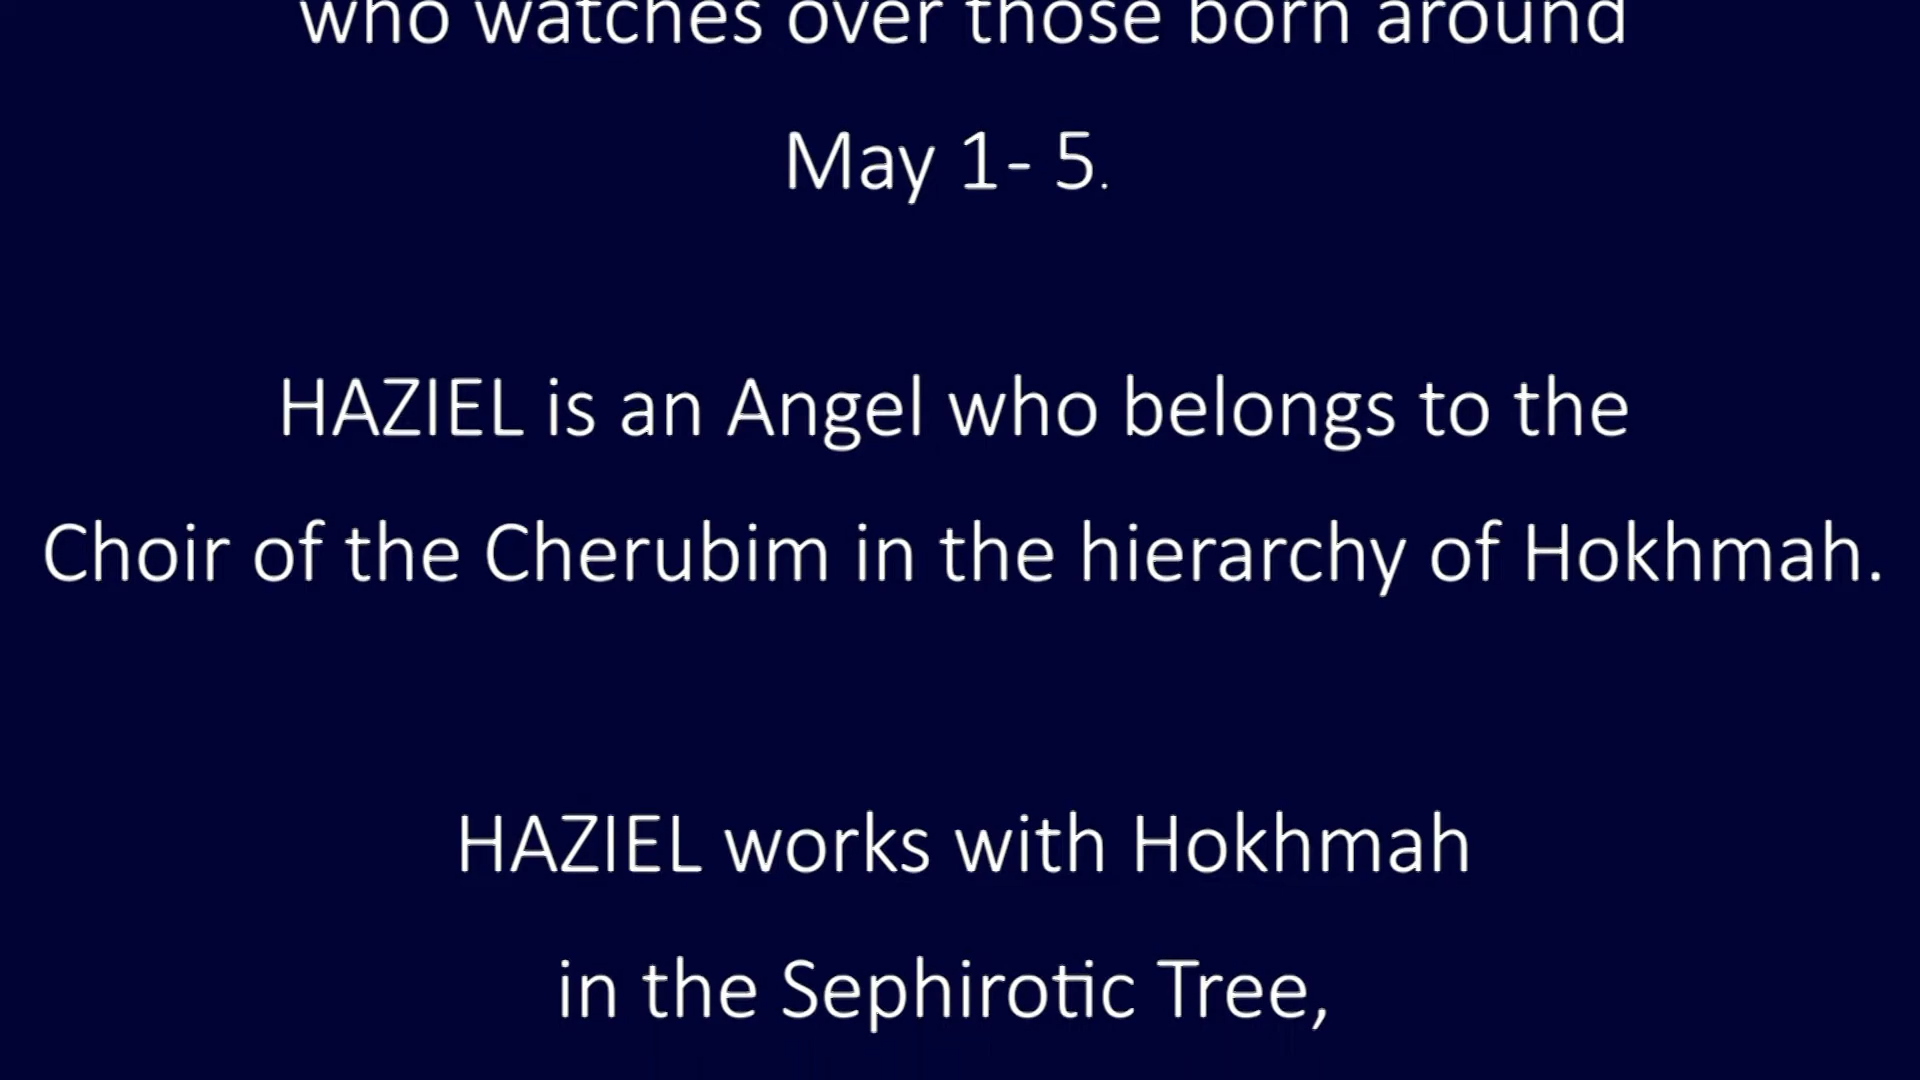 who watches over those born around
May 1- 5.
HAZIEL is an Angel who belongs to the
Choir of the Cherubim in the hierarchy of Hokhmah.
HAZIEL works with Hokhmah
in the Sephirotic Tree,